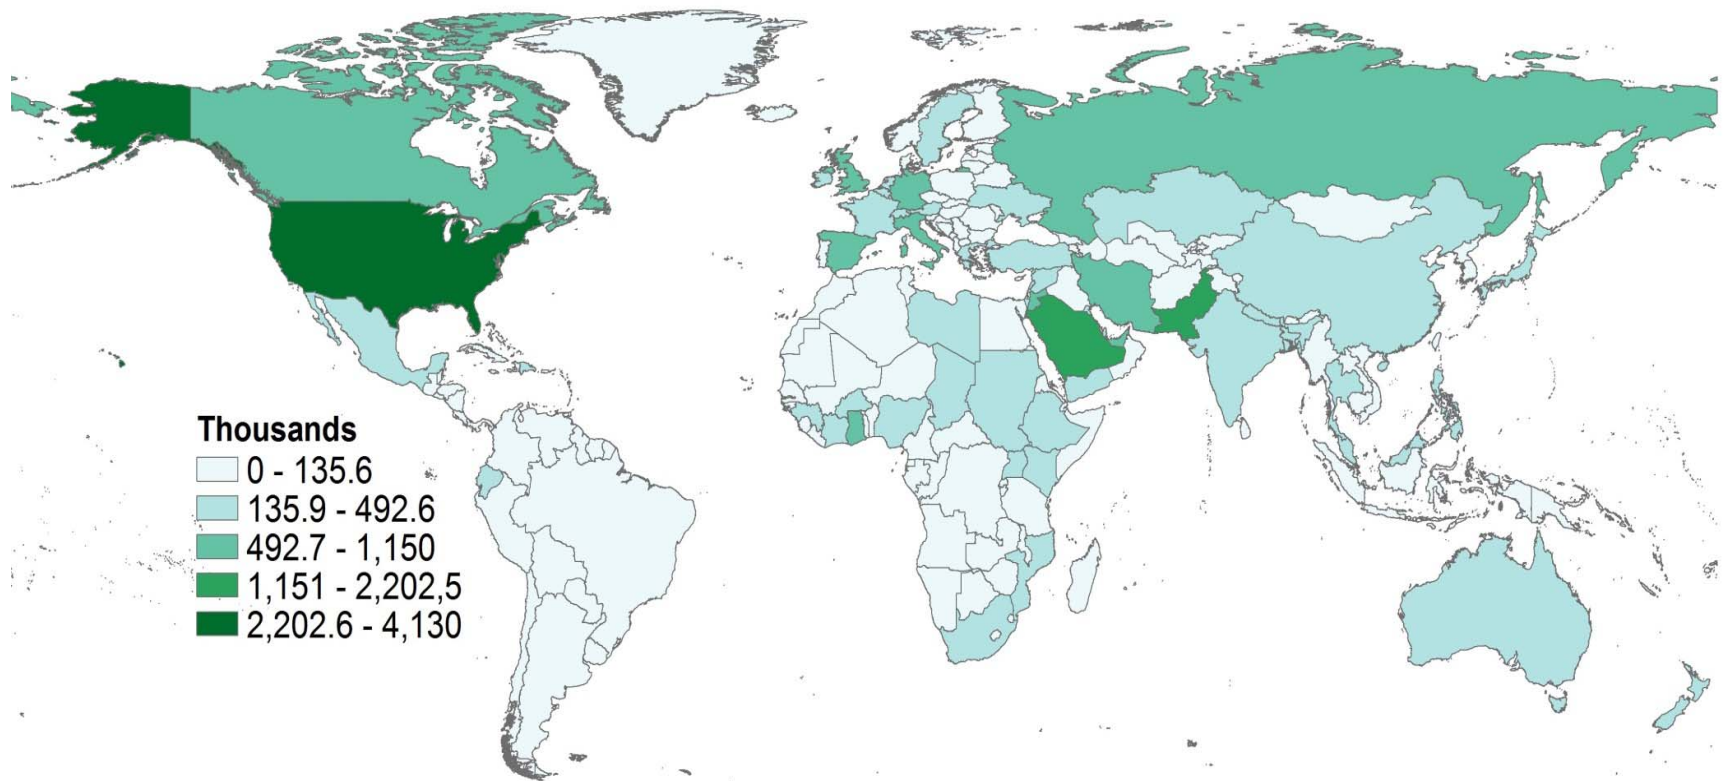 Thousands
0 - 135.6
135.9 - 492.6
492.7 - 1,150
1,151 - 2,202,5
2,202.6 - 4,130